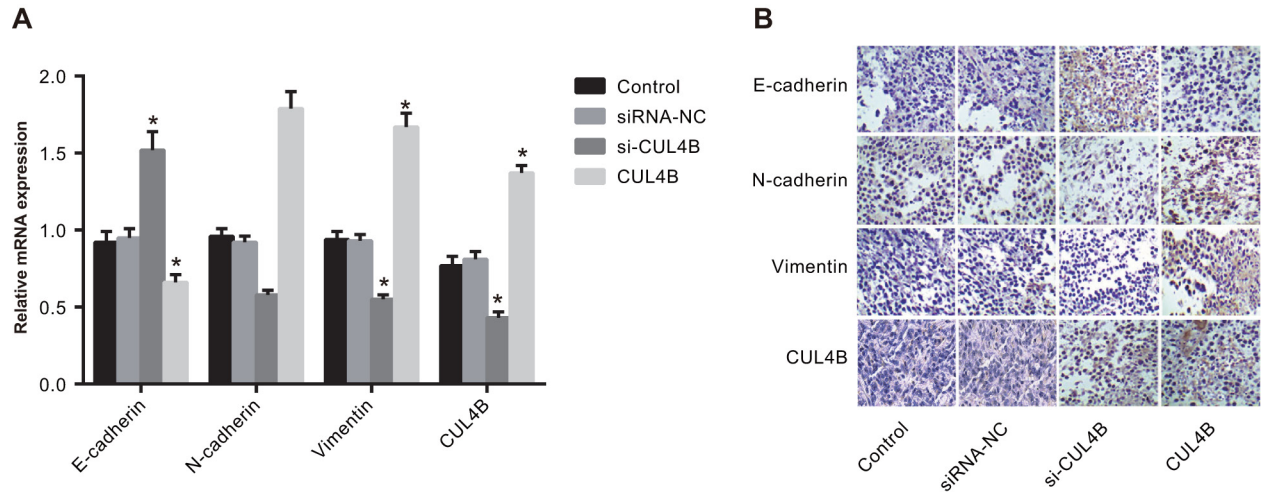 A
B
Relative mRNA expression
2.0
1.5
1.0
0.5
0.0
*
*
*
*
*
*
E-cadherin
N-cadherin
Vimentin
CUL4B
Control
siRNA-NC
si-CUL4B
CUL4B
E-cadherin
N-cadherin
Vimentin
CUL4B
Control
siRNA-NC
si-CUL4B
CUL4B